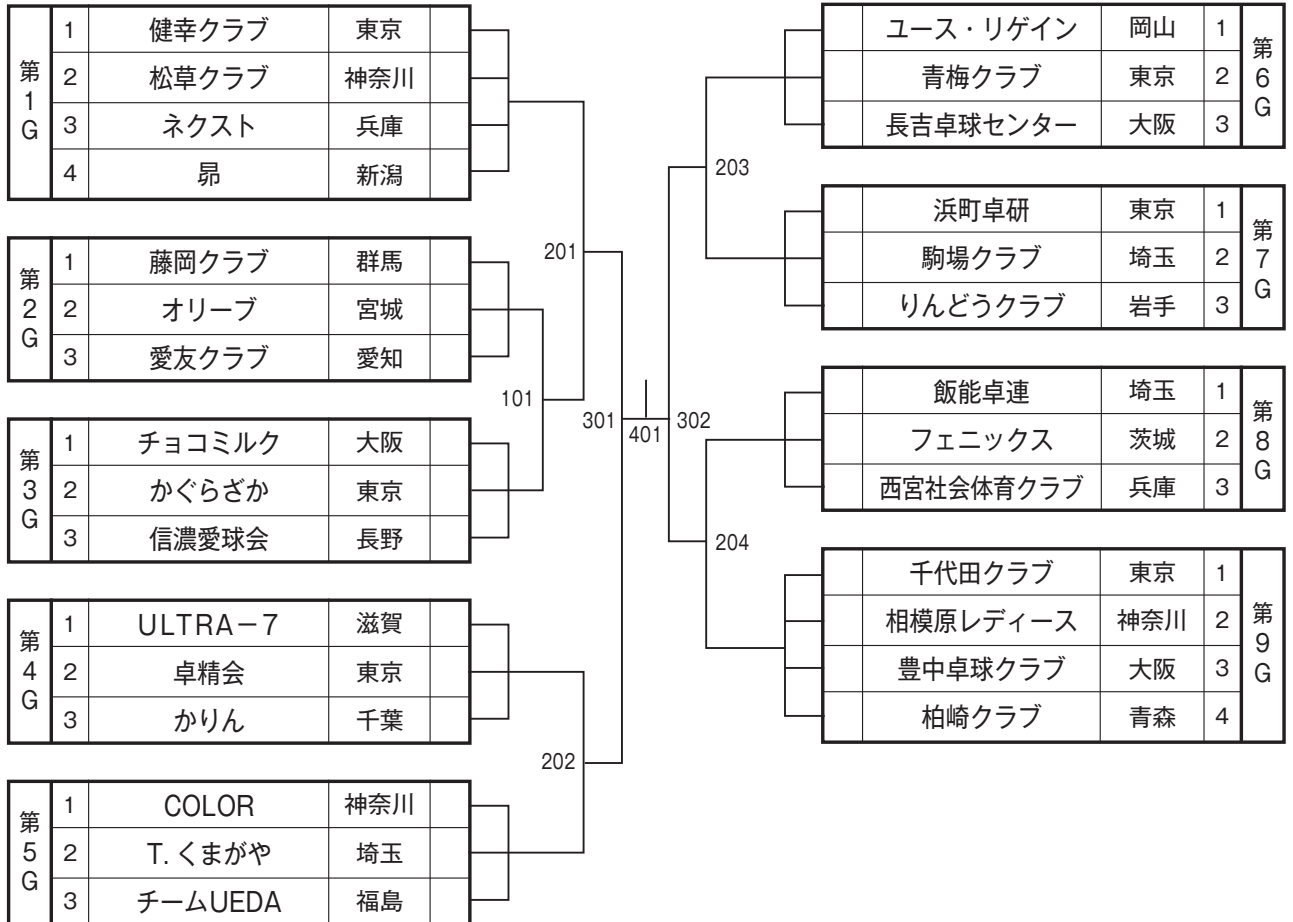 第1G
1 健幸クラブ 東京
2 松草クラブ 神奈川
3 ネクスト 兵庫
4 昴 新潟
第2G
1 藤岡クラブ 群馬
2 オリーブ 宮城
3 愛友クラブ 愛知
第3G
1 チョコミルク 大阪
2 かぐらざか 東京
3 信濃愛球会 長野
第4G
1 ULTRA−7 滋賀
2 卓精会 東京
3 かりん 千葉
第5G
1 COLOR 神奈川
2 T.くまがや 埼玉
3 チームUEDA 福島
101
201
202
301
401
302
203
204
ユース・リゲイン 岡山 1
青梅クラブ 東京 2
長吉卓球センター 大阪 3
第6G
浜町卓研 東京 1
駒場クラブ 埼玉 2
りんどうクラブ 岩手 3
第7G
飯能卓連 埼玉 1
フェニックス 茨城 2
西宮社会体育クラブ 兵庫 3
第8G
千代田クラブ 東京 1
相模原レディース 神奈川 2
豊中卓球クラブ 大阪 3
柏崎クラブ 青森 4
第9G